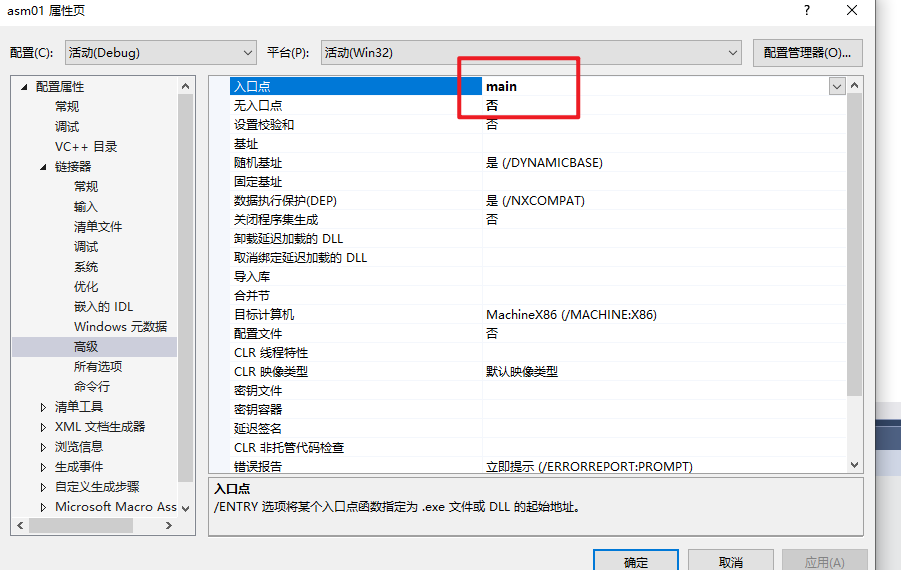 asm01 属性页
? ×
配置(C): 活动(Debug) 平台(P): 活动(Win32) 配置管理器(O)...
配置属性
常规
调试
VC++ 目录
链接器
常规
输入
清单文件
调试
系统
优化
嵌入的 IDL
Windows 元数据
高级
所有选项
命令行
清单工具
XML 文档生成器
浏览信息
生成事件
自定义生成步骤
Microsoft Macro Ass
入口点 main
无入口点 否
设置校验和 否
基址
随机基址 是 (/DYNAMICBASE)
固定基址
数据执行保护(DEP) 是 (/NXCOMPAT)
关闭程序集生成 否
卸载延迟加载的 DLL
取消绑定延迟加载的 DLL
导入库
合并节
目标计算机 MachineX86 (/MACHINE:X86)
配置文件 否
CLR 线程特性
CLR 映像类型 默认映像类型
密钥文件
密钥容器
延迟签名
CLR 非托管代码检查
错误报告 立即提示 (/ERRORREPORT:PROMPT)
入口点
/ENTRY 选项将某个入口点函数指定为 .exe 文件或 DLL 的起始地址。
确定 取消 应用(A)